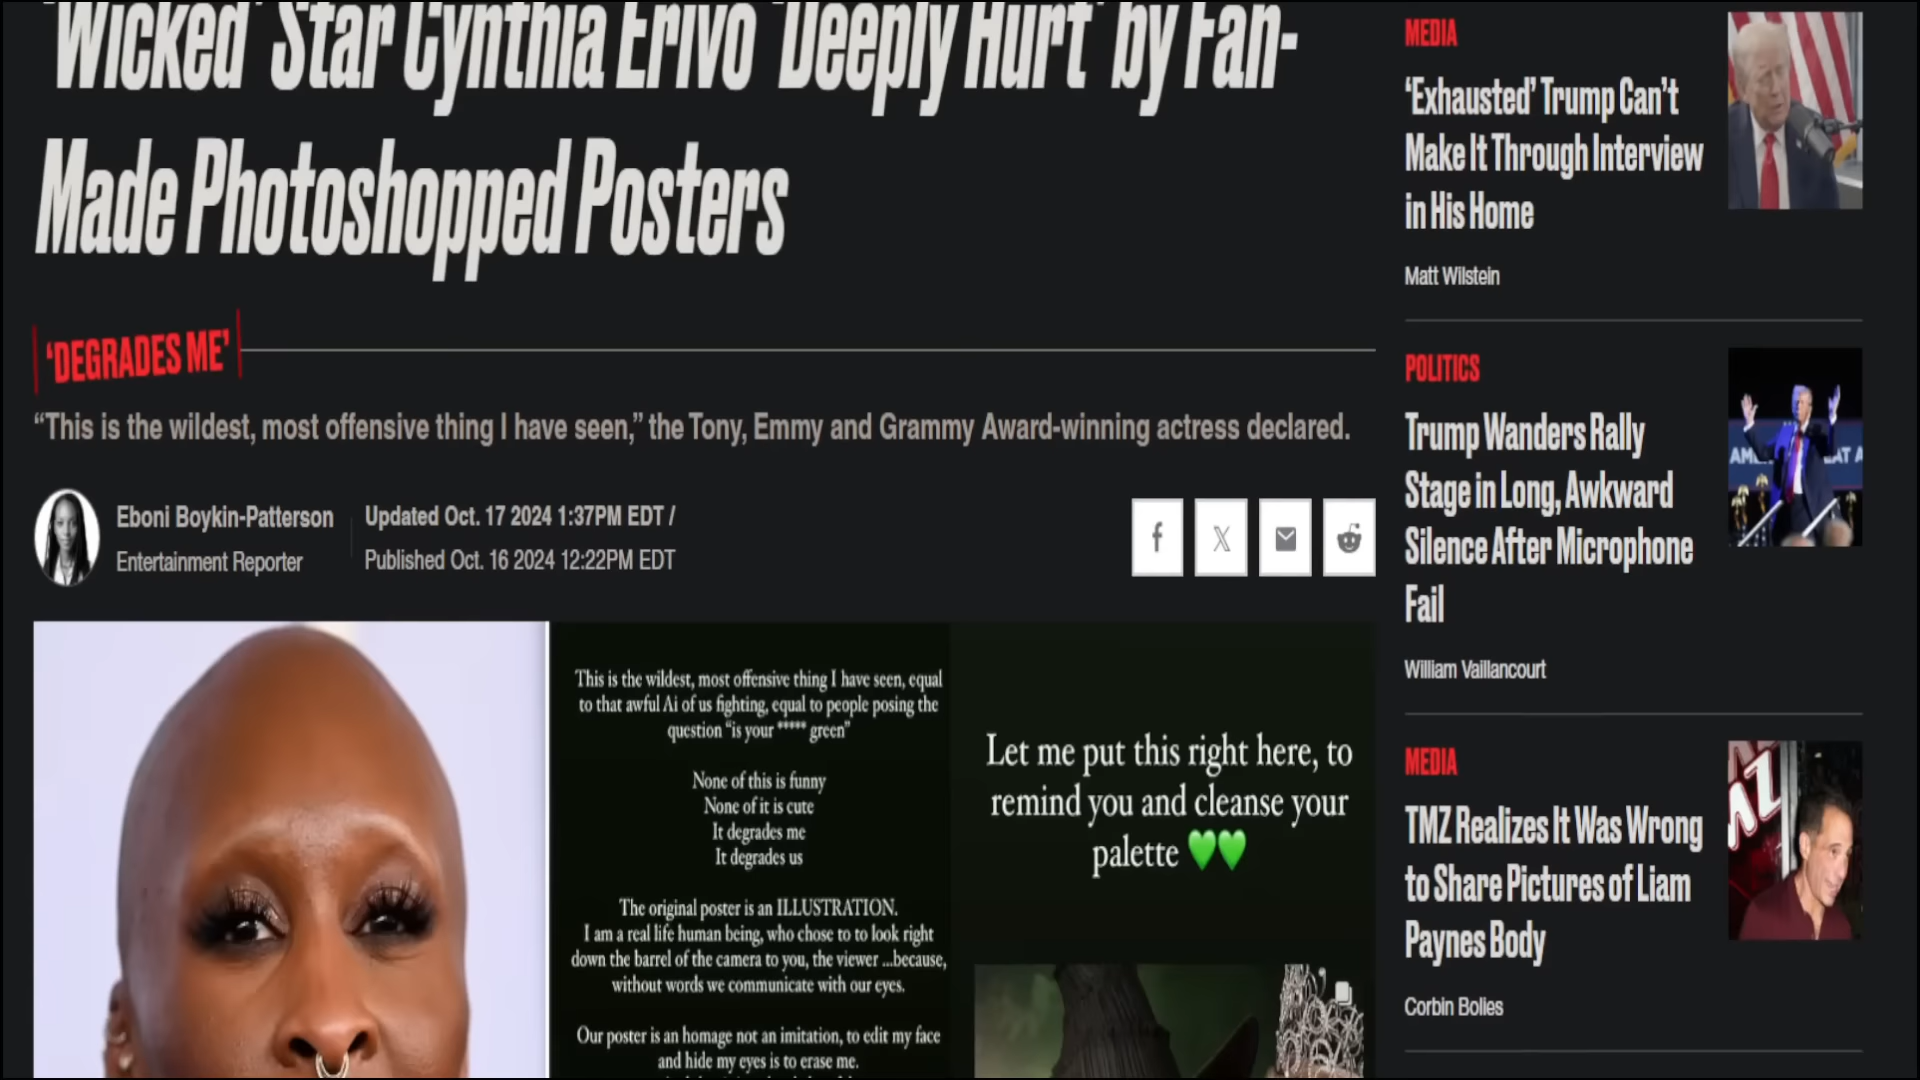 'Wicked' Star Cynthia Erivo 'Deeply Hurt' by Fan-
Made Photoshopped Posters
'DEGRADES ME'
“This is the wildest, most offensive thing I have seen,” the Tony, Emmy and Grammy Award-winning actress declared.
Eboni Boykin-Patterson
Entertainment Reporter
Updated Oct. 17 2024 1:37PM EDT /
Published Oct. 16 2024 12:22PM EDT
This is the wildest, most offensive thing I have seen, equal
to that awful Ai of us fighting, equal to people posing the
question “is your ***** green”
None of this is funny
None of it is cute
It degrades me
It degrades us
The original poster is an ILLUSTRATION.
I am a real life human being, who chose to to look right
down the barrel of the camera to you, the viewer ...because,
without words we communicate with our eyes.
Our poster is an homage not an imitation, to edit my face
and hide my eyes is to erase me.
Let me put this right here, to
remind you and cleanse your
palette 💚💚
MEDIA
‘Exhausted’ Trump Can’t
Make It Through Interview
in His Home
Matt Wilstein
POLITICS
Trump Wanders Rally
Stage in Long, Awkward
Silence After Microphone
Fail
William Vaillancourt
MEDIA
TMZ Realizes It Was Wrong
to Share Pictures of Liam
Paynes Body
Corbin Bolies